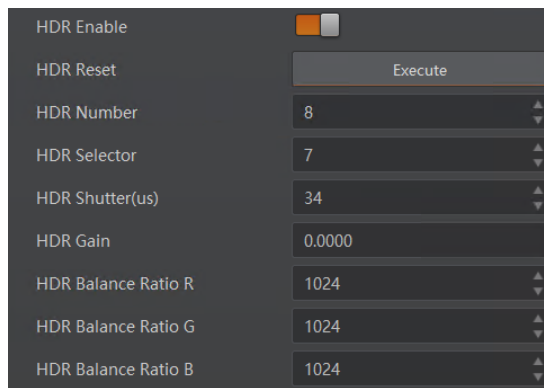 HDR Enable
HDR Reset Execute
HDR Number 8
HDR Selector 7
HDR Shutter(us) 34
HDR Gain 0.0000
HDR Balance Ratio R 1024
HDR Balance Ratio G 1024
HDR Balance Ratio B 1024